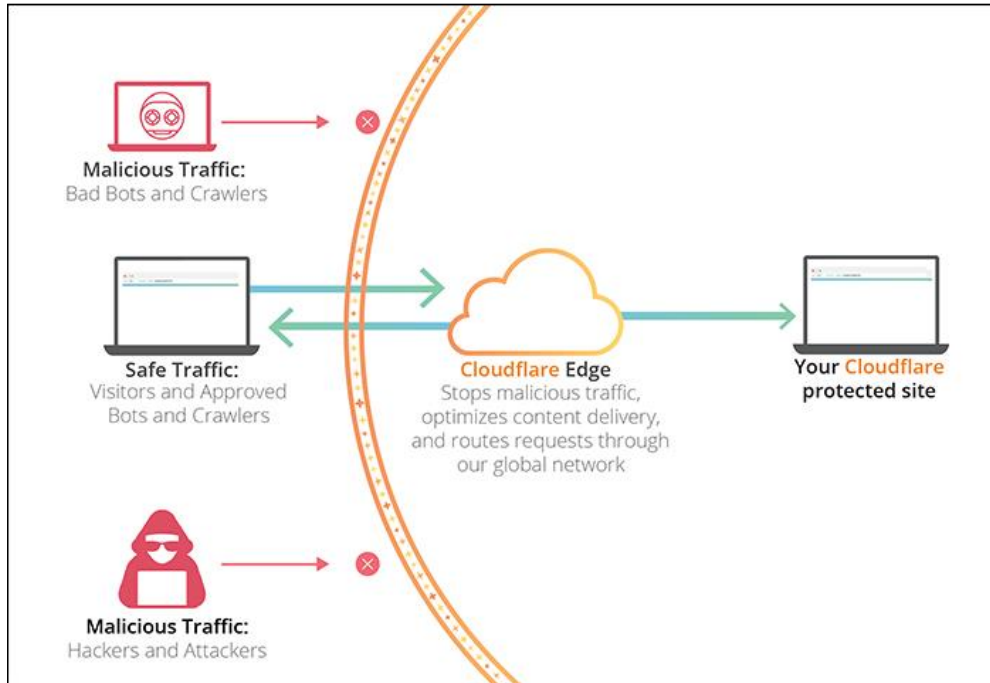 Malicious Traffic:
Bad Bots and Crawlers
Safe Traffic:
Visitors and Approved
Bots and Crawlers
Cloudflare Edge
Stops malicious traffic,
optimizes content delivery,
and routes requests through
our global network
Your Cloudflare
protected site
Malicious Traffic:
Hackers and Attackers